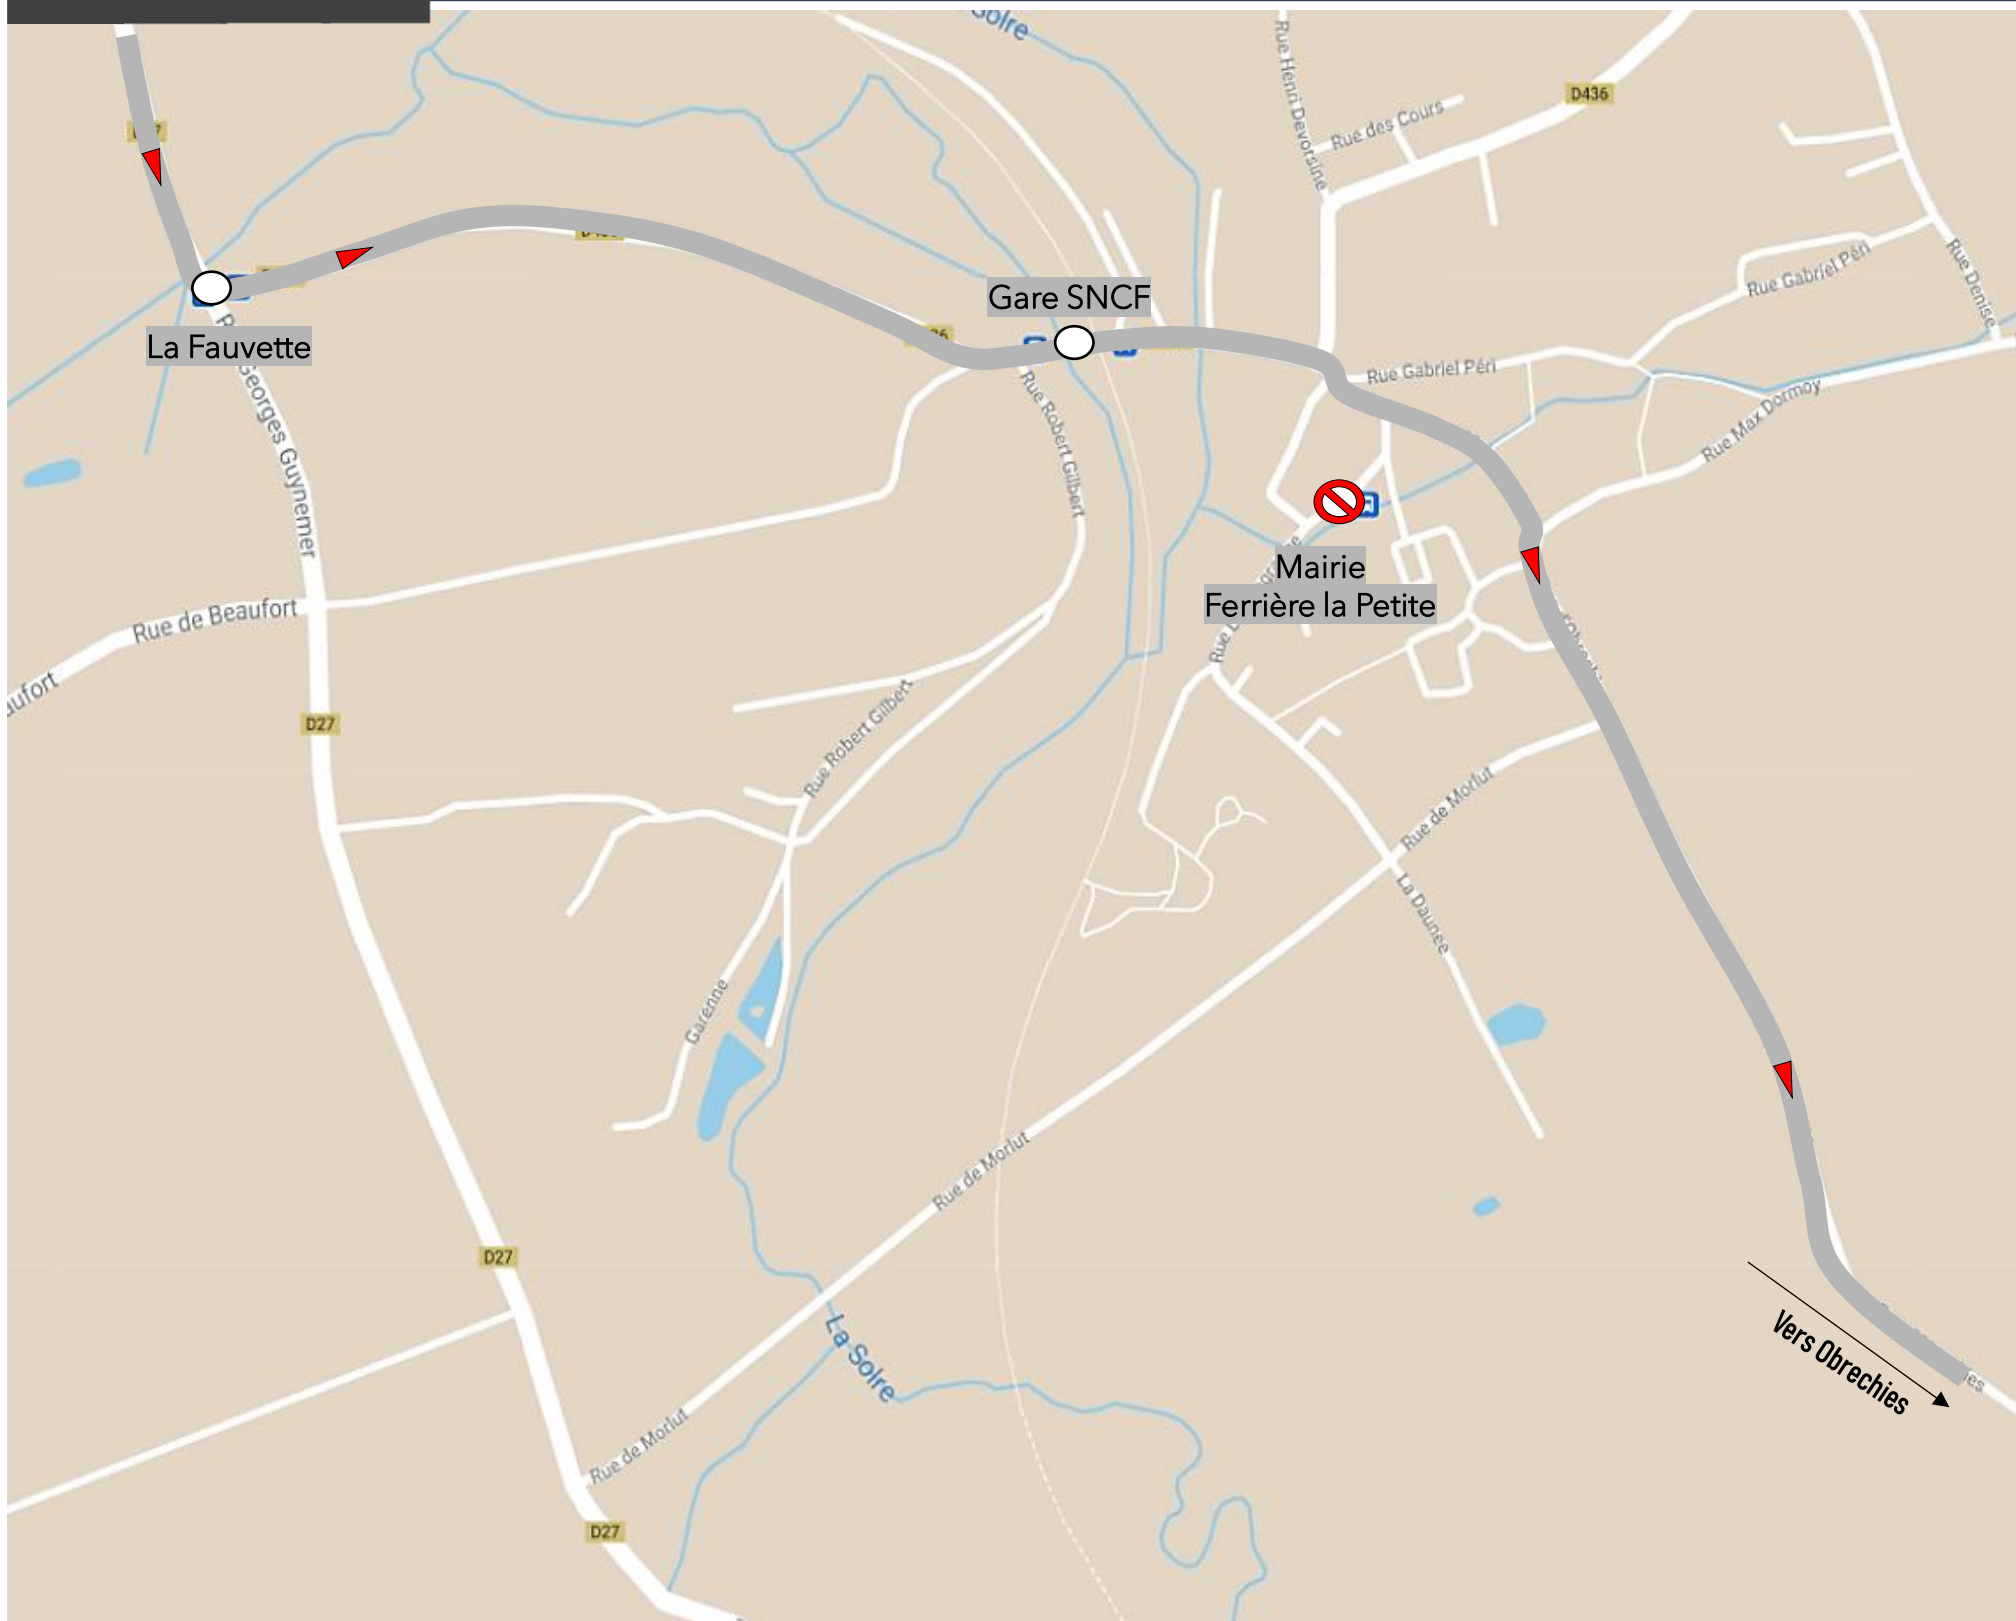 Solre
Rue Henri Devorsine
Rue des Cours
D436
Rue Gabriel Péri
Rue Denise
Gare SNCF
La Fauvette
Georges Guynemer
Rue Robert Gilbert
Rue Gabriel Péri
Rue Max Dormoy
Mairie
Ferrière la Petite
Rue de Beaufort
aufort
D27
Rue Robert Gilbert
Rue de Morlut
La Daunée
Garenne
Rue de Morlut
D27
La Solre
Vers Obrechies
Rue de Morlut
D27